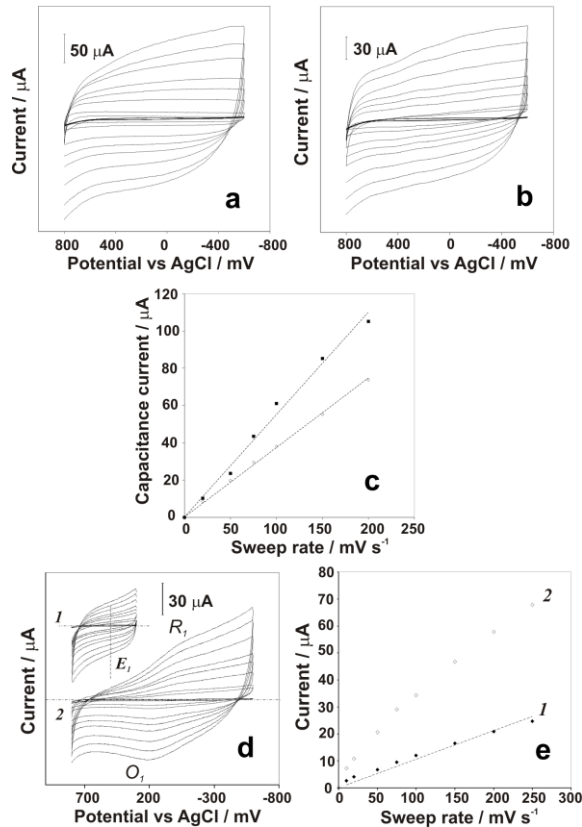 50 µA
Current / µA
a
800 400 0 -400 -800
Potential vs AgCl / mV
30 µA
Current / µA
b
800 400 0 -400 -800
Potential vs AgCl / mV
Capacitance current / µA
120
100
80
60
40
20
0
c
0 50 100 150 200 250
Sweep rate / mV s⁻¹
Current / µA
1
E₁
30 µA
R₁
2
d
O₁
700 200 -300 -800
Potential vs AgCl / mV
Current / µA
80
70
60
50
40
30
20
10
0
2
1
e
0 50 100 150 200 250 300
Sweep rate / mV s⁻¹